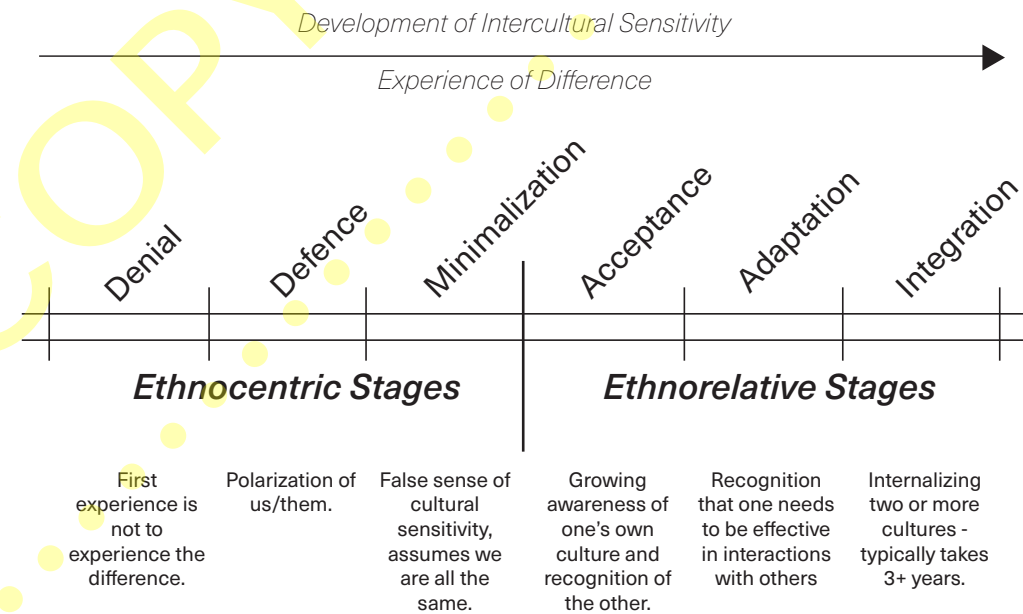 Development of Intercultural Sensitivity
Experience of Difference
Denial
Defence
Minimalization
Acceptance
Adaptation
Integration
Ethnocentric Stages
Ethnorelative Stages
First
experience is
not to
experience the
difference.
Polarization of
us/them.
False sense of
cultural
sensitivity,
assumes we
are all the
same.
Growing
awareness of
one's own
culture and
recognition of
the other.
Recognition
that one needs
to be effective
in interactions
with others
Internalizing
two or more
cultures -
typically takes
3+ years.
COPY